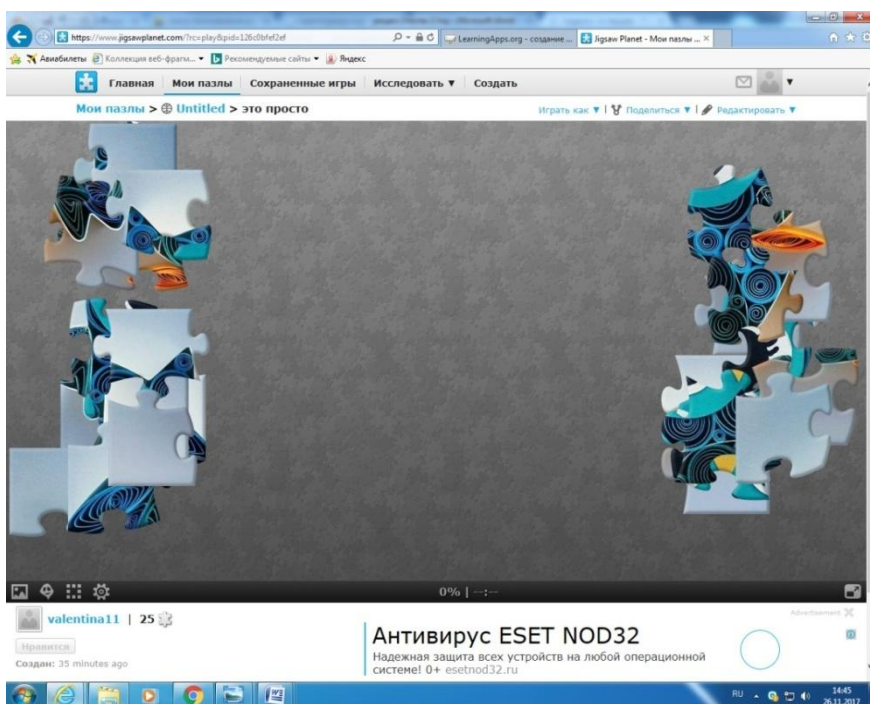 https://www.jigsawplanet.com/?rc=play&pid=126c0bfef2ef
LearningApps.org - создание ...
Jigsaw Planet - Мои пазлы ...
Авиабилеты
Коллекция веб-фрагм...
Рекомендуемые сайты
Яндекс
Главная Мои пазлы Сохраненные игры Исследовать ▼ Создать
Мои пазлы > Untitled > это просто
Играть как ▼ | Поделиться ▼ | Редактировать ▼
0% | --:--
valentina11 | 25
Нравится
Создан: 35 minutes ago
Advertisement
Антивирус ESET NOD32
Надежная защита всех устройств на любой операционной
системе! 0+ esetnod32.ru
RU
14:45
26.11.2017